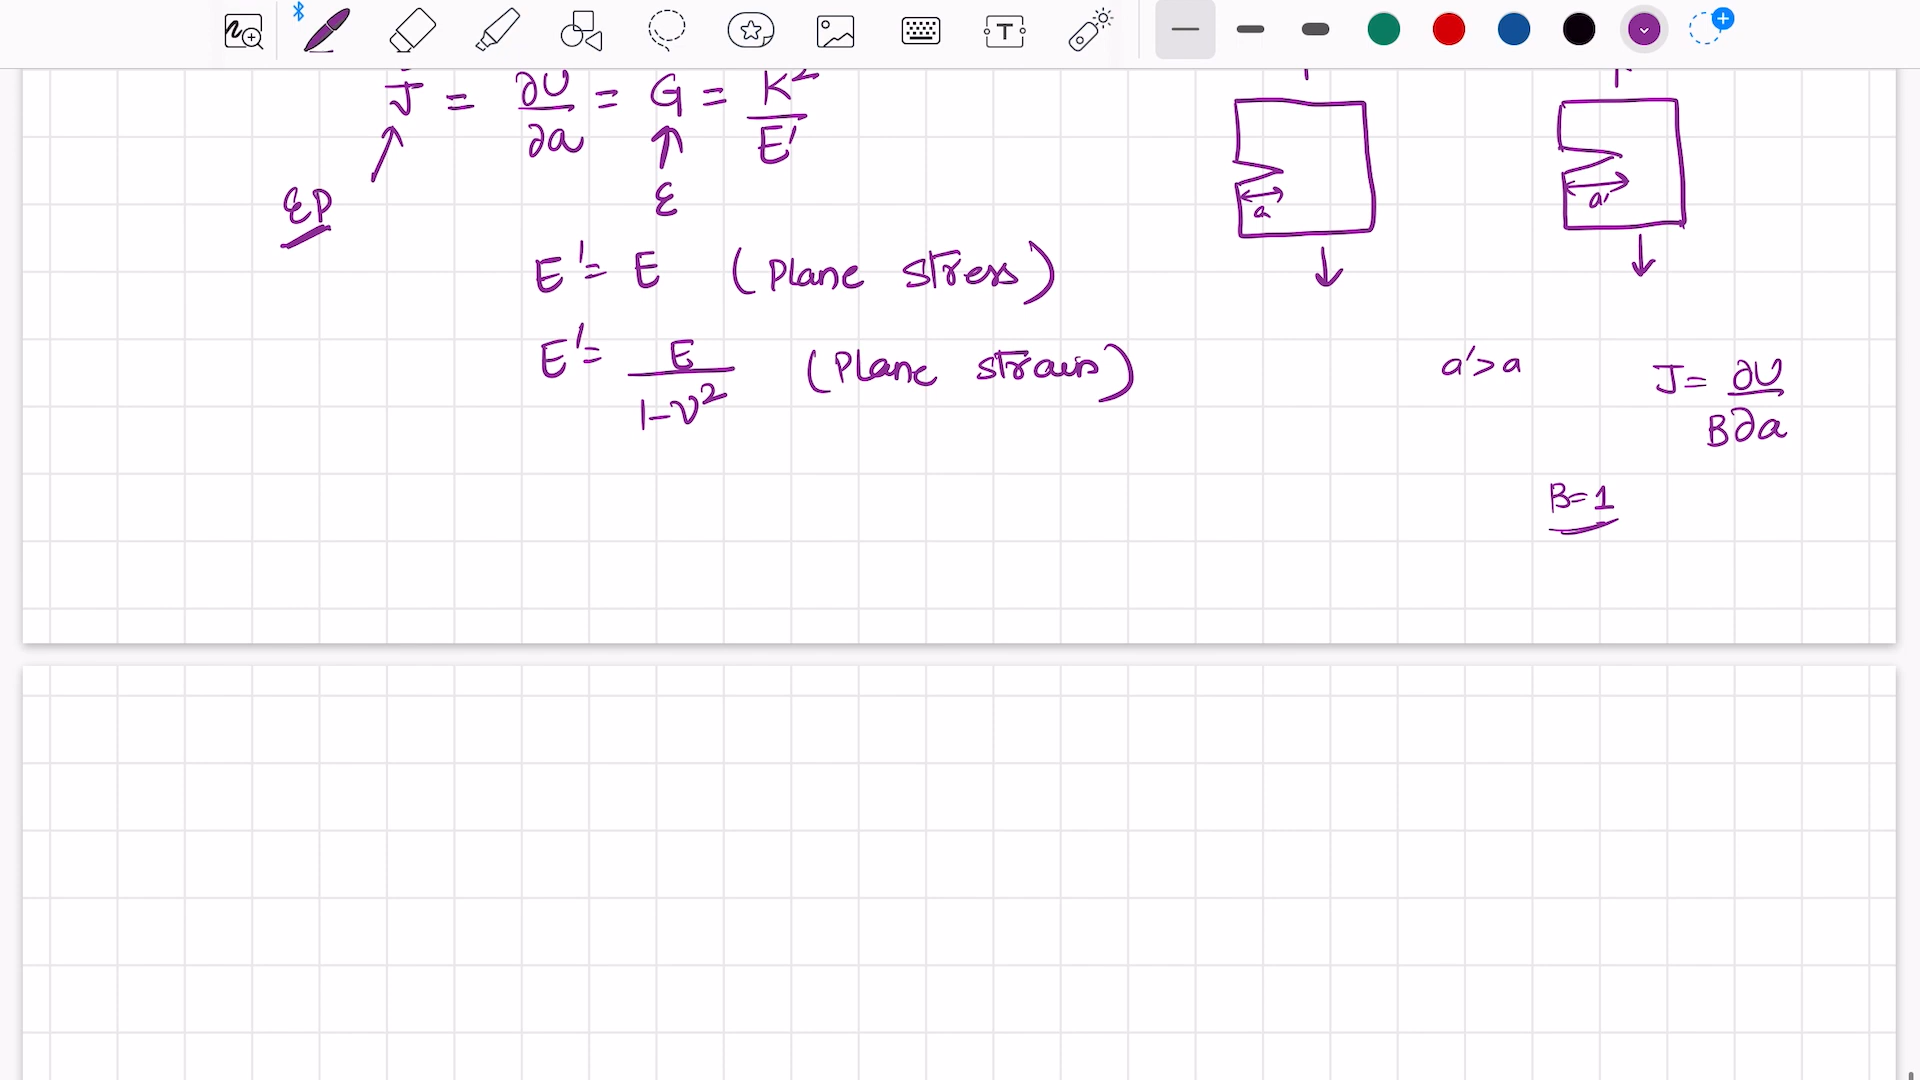 J = ∂U/∂a = G = K²/E'
EP
ε
E' = E (Plane stress)
E' = E/1-ν² (Plane strain)
a
a'
a' > a
J = ∂U/B∂a
B=1
T